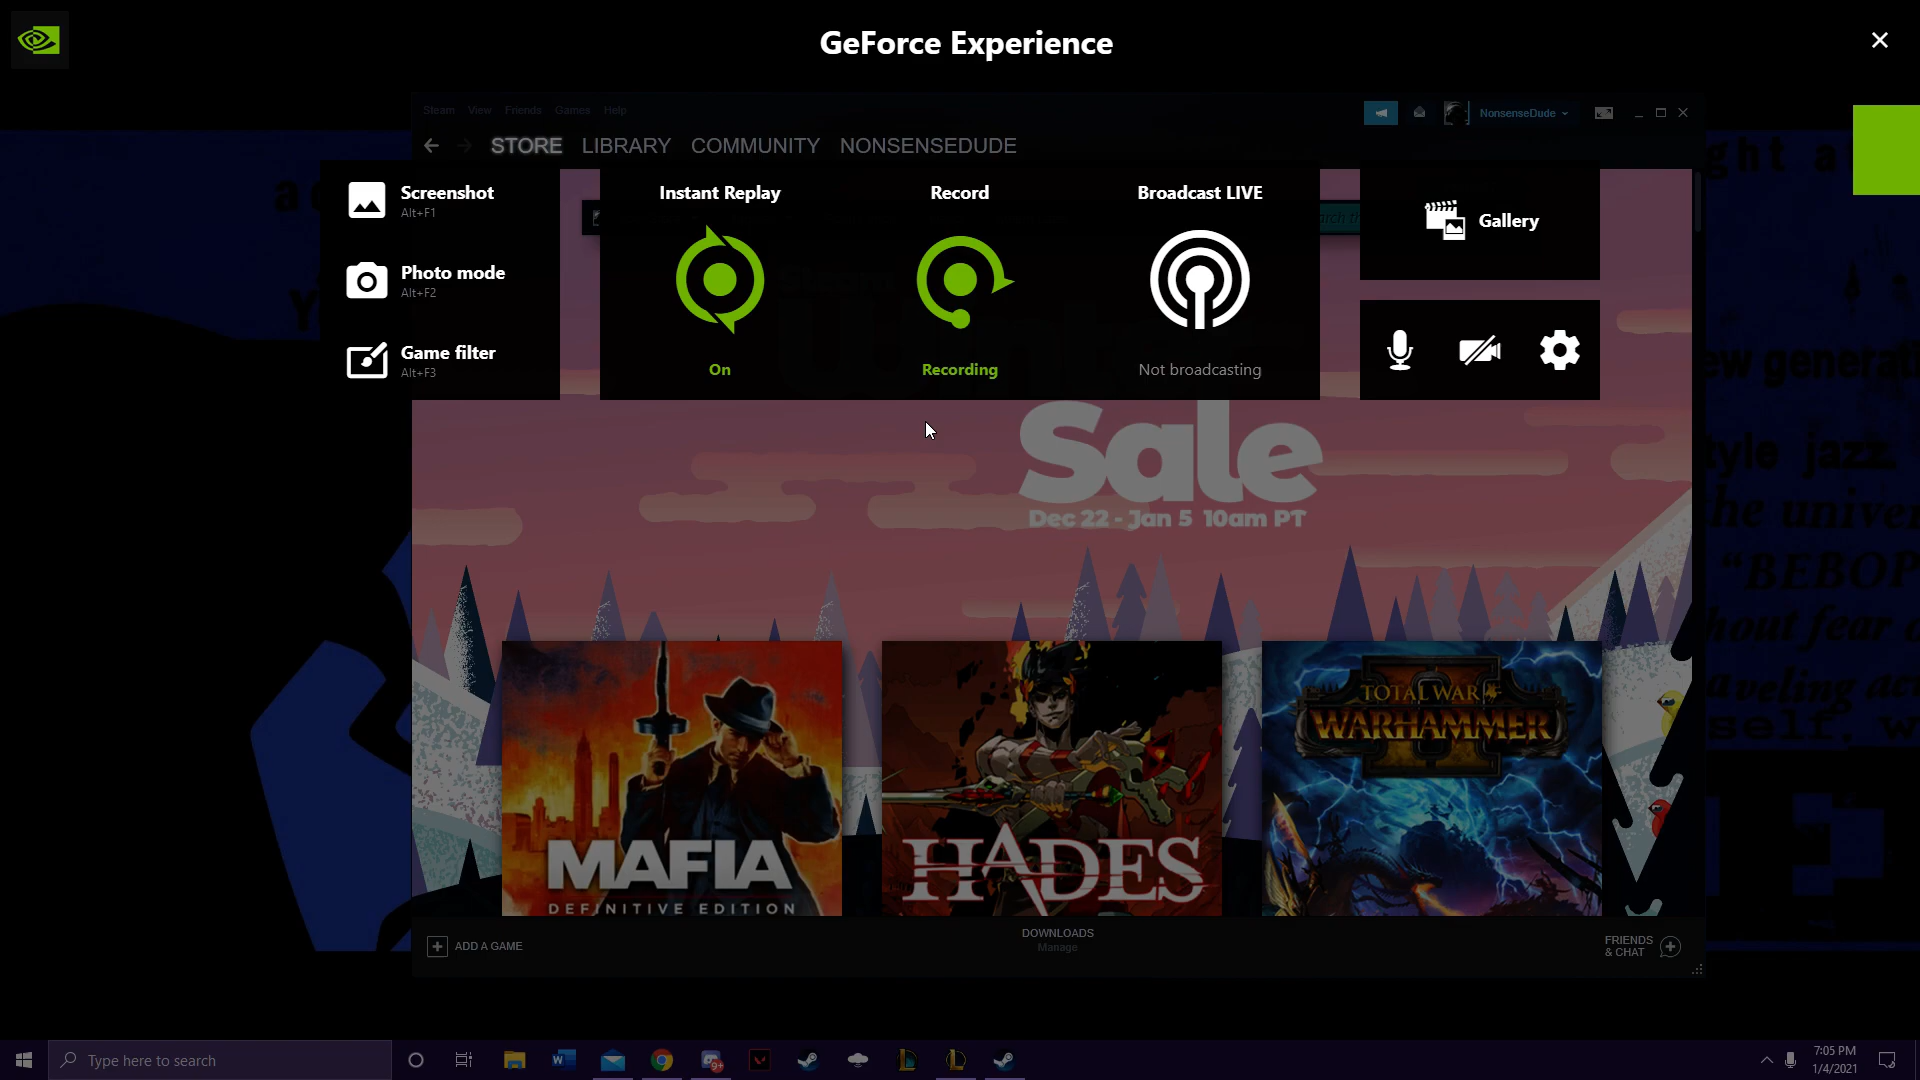 GeForce Experience
Steam View Friends Games Help
NonsenseDude
STORE LIBRARY COMMUNITY NONSENSEDUDE
Screenshot
Alt+F1
Photo mode
Alt+F2
Game filter
Alt+F3
Instant Replay
On
Record
Recording
Broadcast LIVE
Not broadcasting
Gallery
Sale
Dec 22 - Jan 5 10am PT
"BEBOP
MAFIA
DEFINITIVE EDITION
HADES
TOTAL WAR
WARHAMMER
II
ADD A GAME
DOWNLOADS
Manage
FRIENDS
& CHAT
Type here to search
9+
7:05 PM
1/4/2021